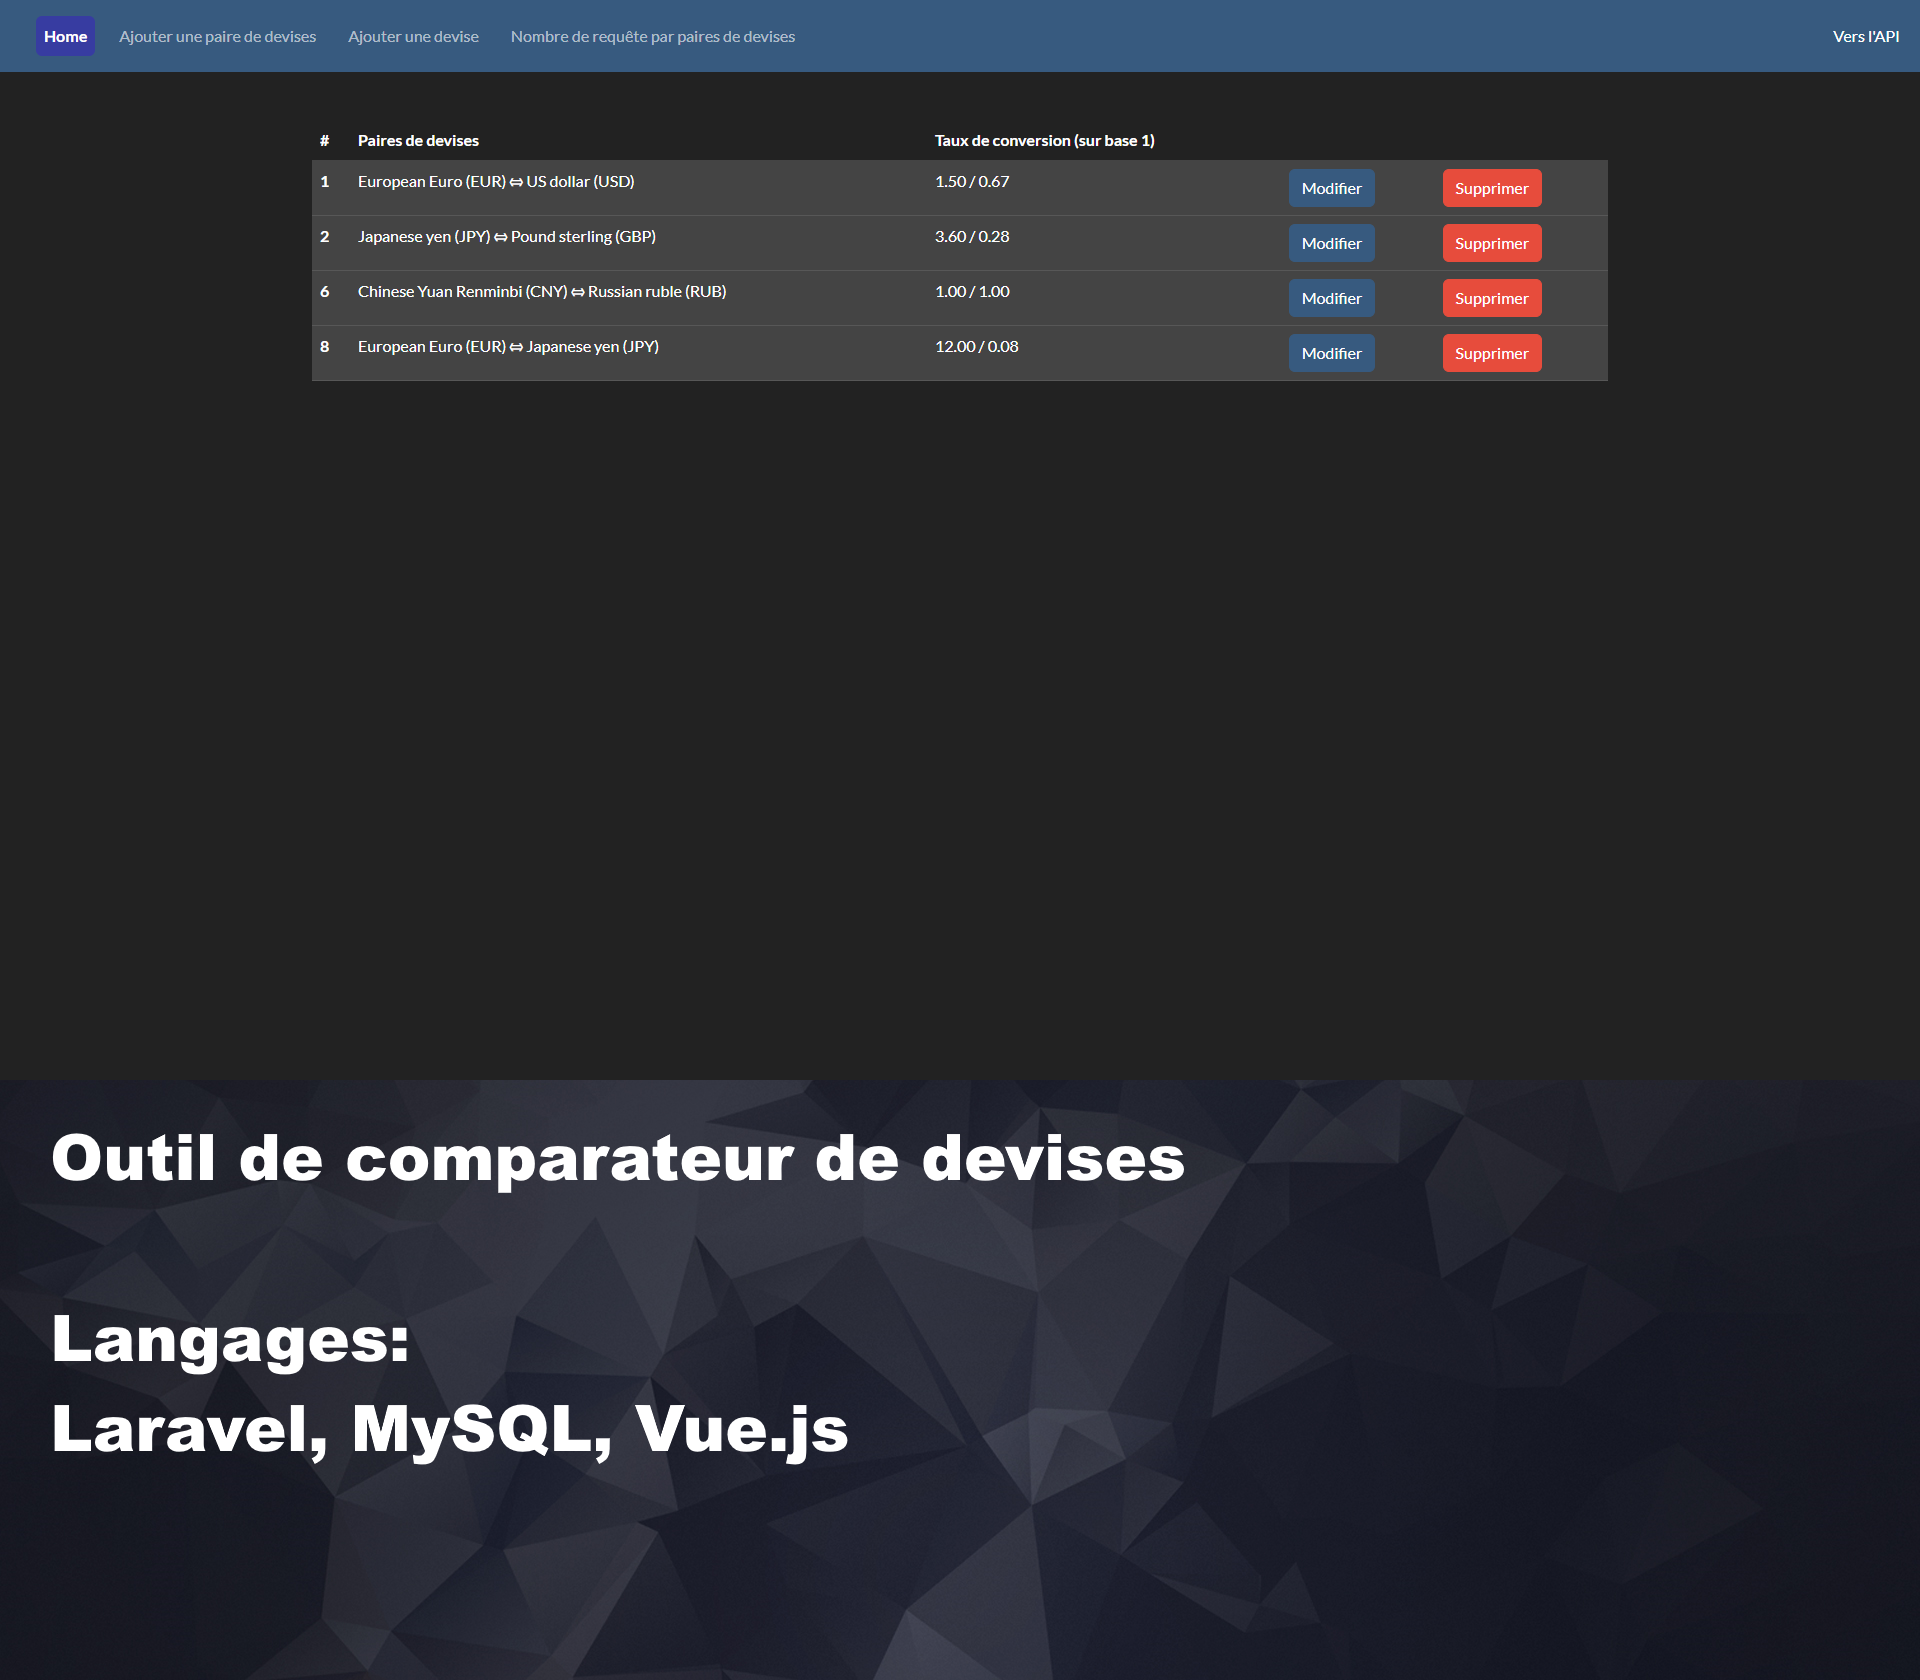 Home Ajouter une paire de devises Ajouter une devise Nombre de requête par paires de devises Vers l'API
# Paires de devises Taux de conversion (sur base 1)
1 European Euro (EUR) ⇔ US dollar (USD) 1.50 / 0.67 Modifier Supprimer
2 Japanese yen (JPY) ⇔ Pound sterling (GBP) 3.60 / 0.28 Modifier Supprimer
6 Chinese Yuan Renminbi (CNY) ⇔ Russian ruble (RUB) 1.00 / 1.00 Modifier Supprimer
8 European Euro (EUR) ⇔ Japanese yen (JPY) 12.00 / 0.08 Modifier Supprimer
Outil de comparateur de devises
Langages:
Laravel, MySQL, Vue.js